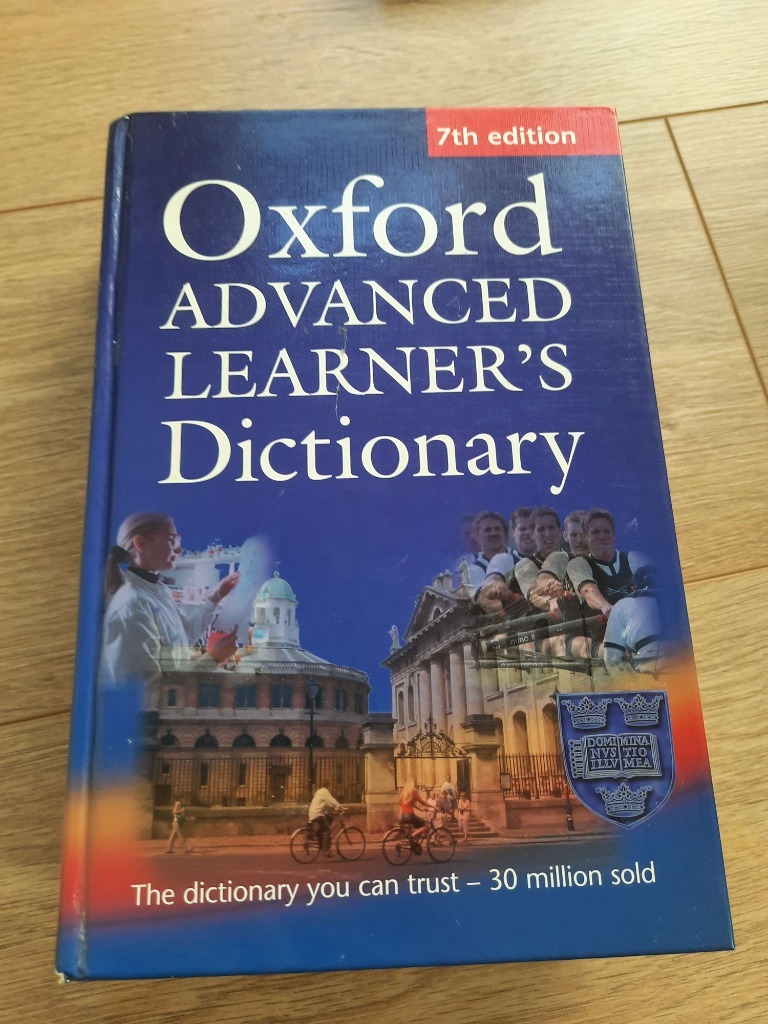 7th edition
Oxford
ADVANCED
LEARNER'S
Dictionary
DOMI MINA
NVS TIO
ILLV MEA
The dictionary you can trust – 30 million sold